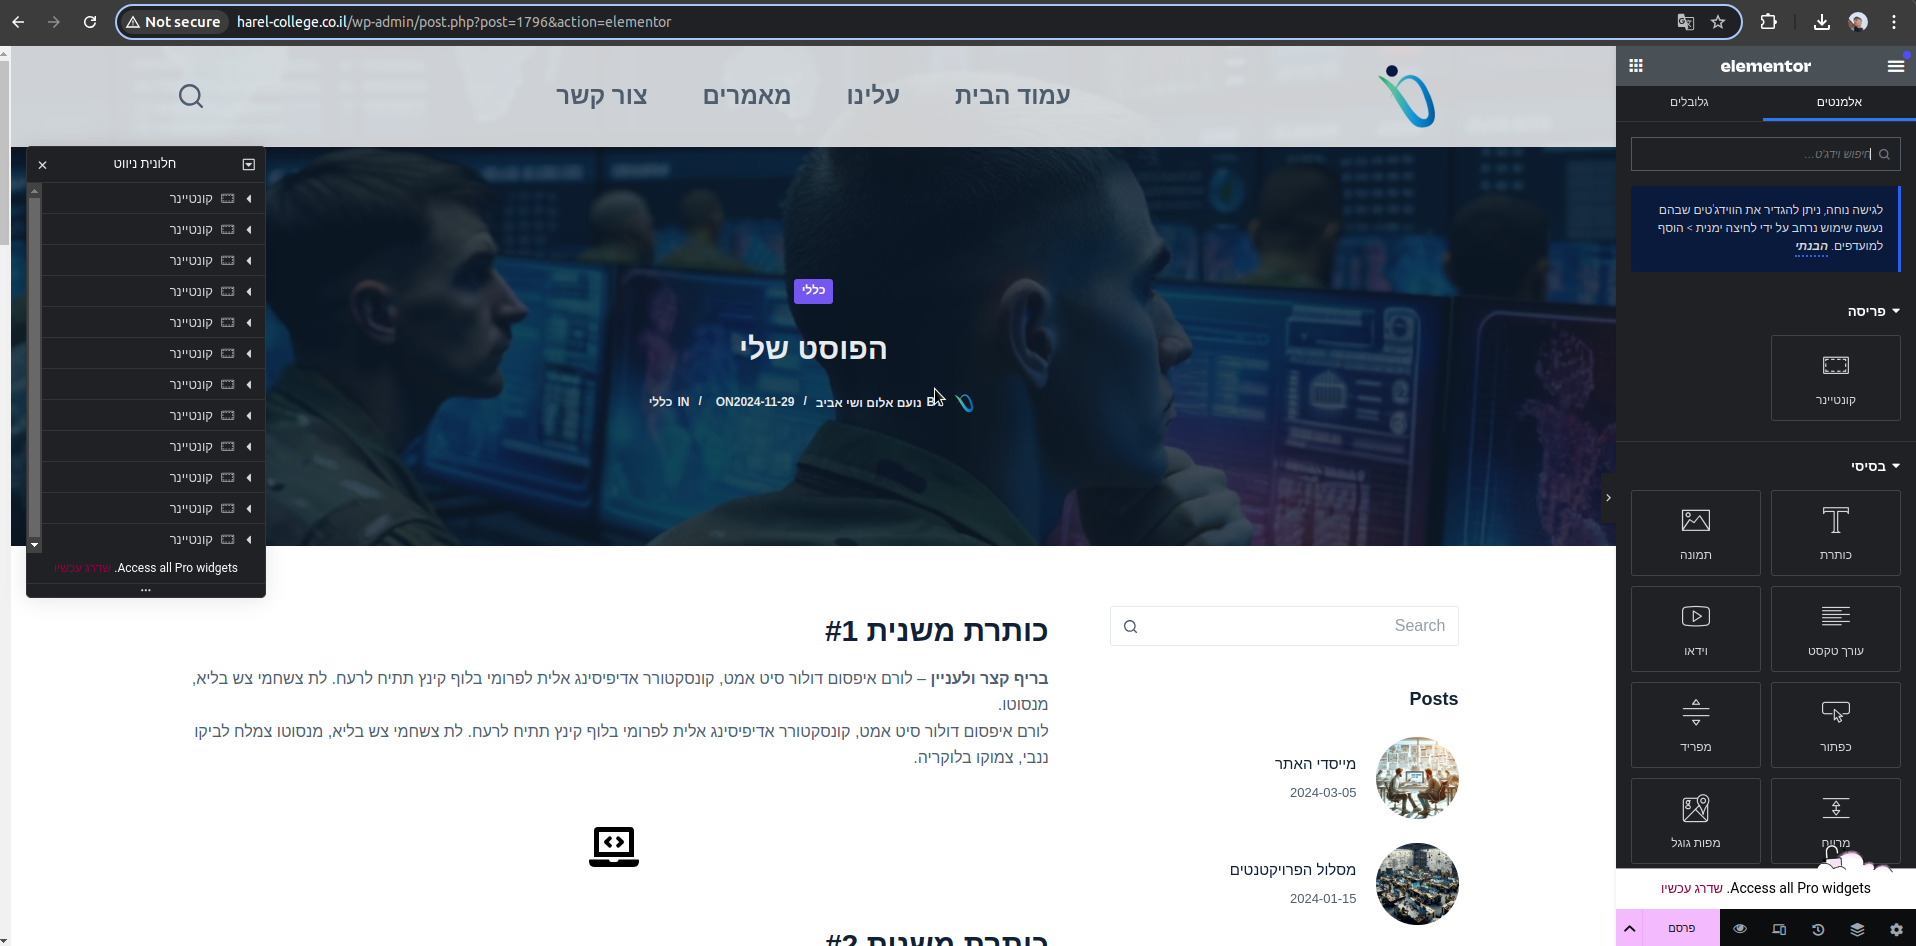 Not secure harel-college.co.il/wp-admin/post.php?post=1796&action=elementor
עמוד הבית
עלינו
מאמרים
צור קשר
elementor
אלמנטים
גלובלים
חיפוש וידג'ט...
לגישה נוחה, ניתן להגדיר את הווידג'טים שבהם
נעשה שימוש נרחב על ידי לחיצה ימנית > הוסף
למועדפים. הבנתי
פריסה
קונטיינר
בסיסי
כותרת
תמונה
עורך טקסט
וידאו
כפתור
מפריד
מרווח
מפות גוגל
Access all Pro widgets. שדרג עכשיו
פרסם
חלונית ניווט
קונטיינר
קונטיינר
קונטיינר
קונטיינר
קונטיינר
קונטיינר
קונטיינר
קונטיינר
קונטיינר
קונטיינר
קונטיינר
קונטיינר
Access all Pro widgets. שדרג עכשיו
כללי
הפוסט שלי
נועם אלום ושי אביב / ON2024-11-29 / IN כללי
Search
Posts
מייסדי האתר
2024-03-05
מסלול הפרויקטנטים
2024-01-15
כותרת משנית #1
בריף קצר ולעניין – לורם איפסום דולור סיט אמט, קונסקטורר אדיפיסינג אלית לפרומי בלוף קינץ תתיח לרעח. לת צשחמי צש בליא,
מנסוטו.
לורם איפסום דולור סיט אמט, קונסקטורר אדיפיסינג אלית לפרומי בלוף קינץ תתיח לרעח. לת צשחמי צש בליא, מנסוטו צמלח לביקו
ננבי, צמוקו בלוקריה.
כותרת משנית #2